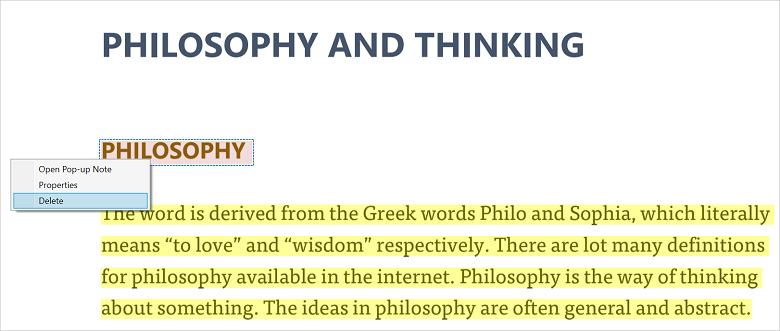 PHILOSOPHY AND THINKING
PHILOSOPHY
Open Pop-up Note
Properties
Delete
The word is derived from the Greek words Philo and Sophia, which literally
means “to love” and “wisdom” respectively. There are lot many definitions
for philosophy available in the internet. Philosophy is the way of thinking
about something. The ideas in philosophy are often general and abstract.